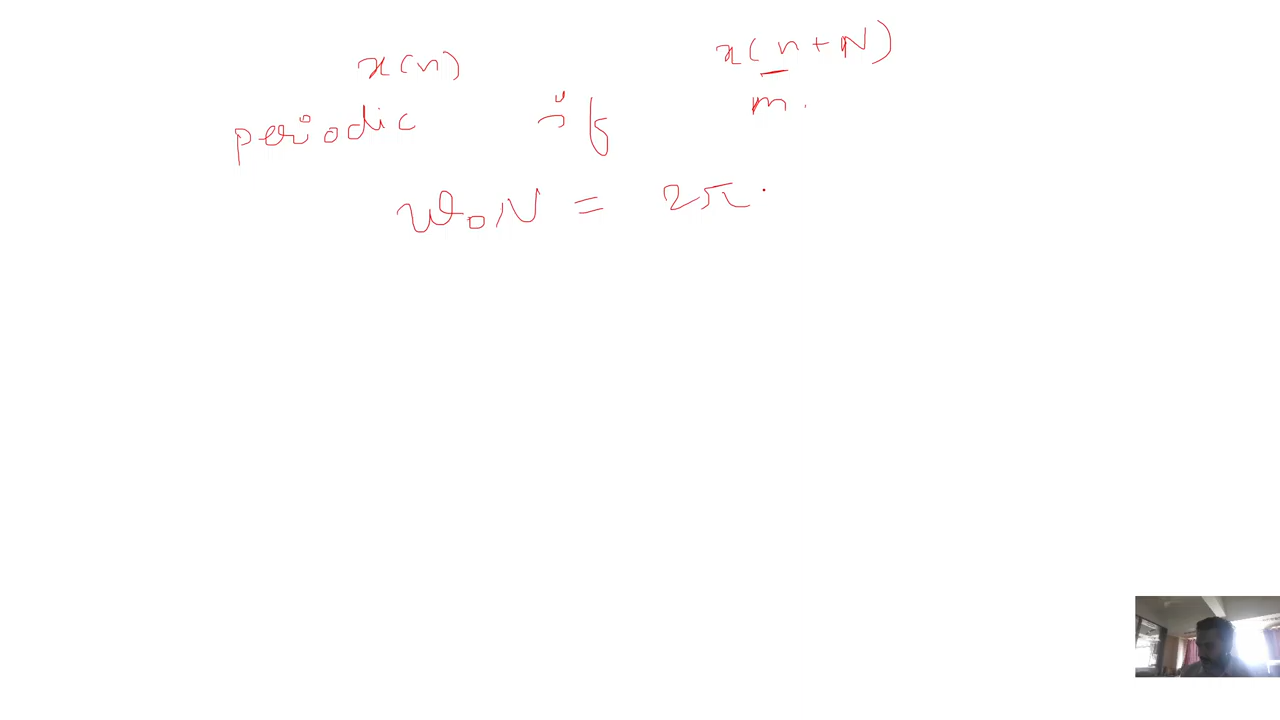 x(n) x(n+N)
m.
periodic if
ω₀N = 2π